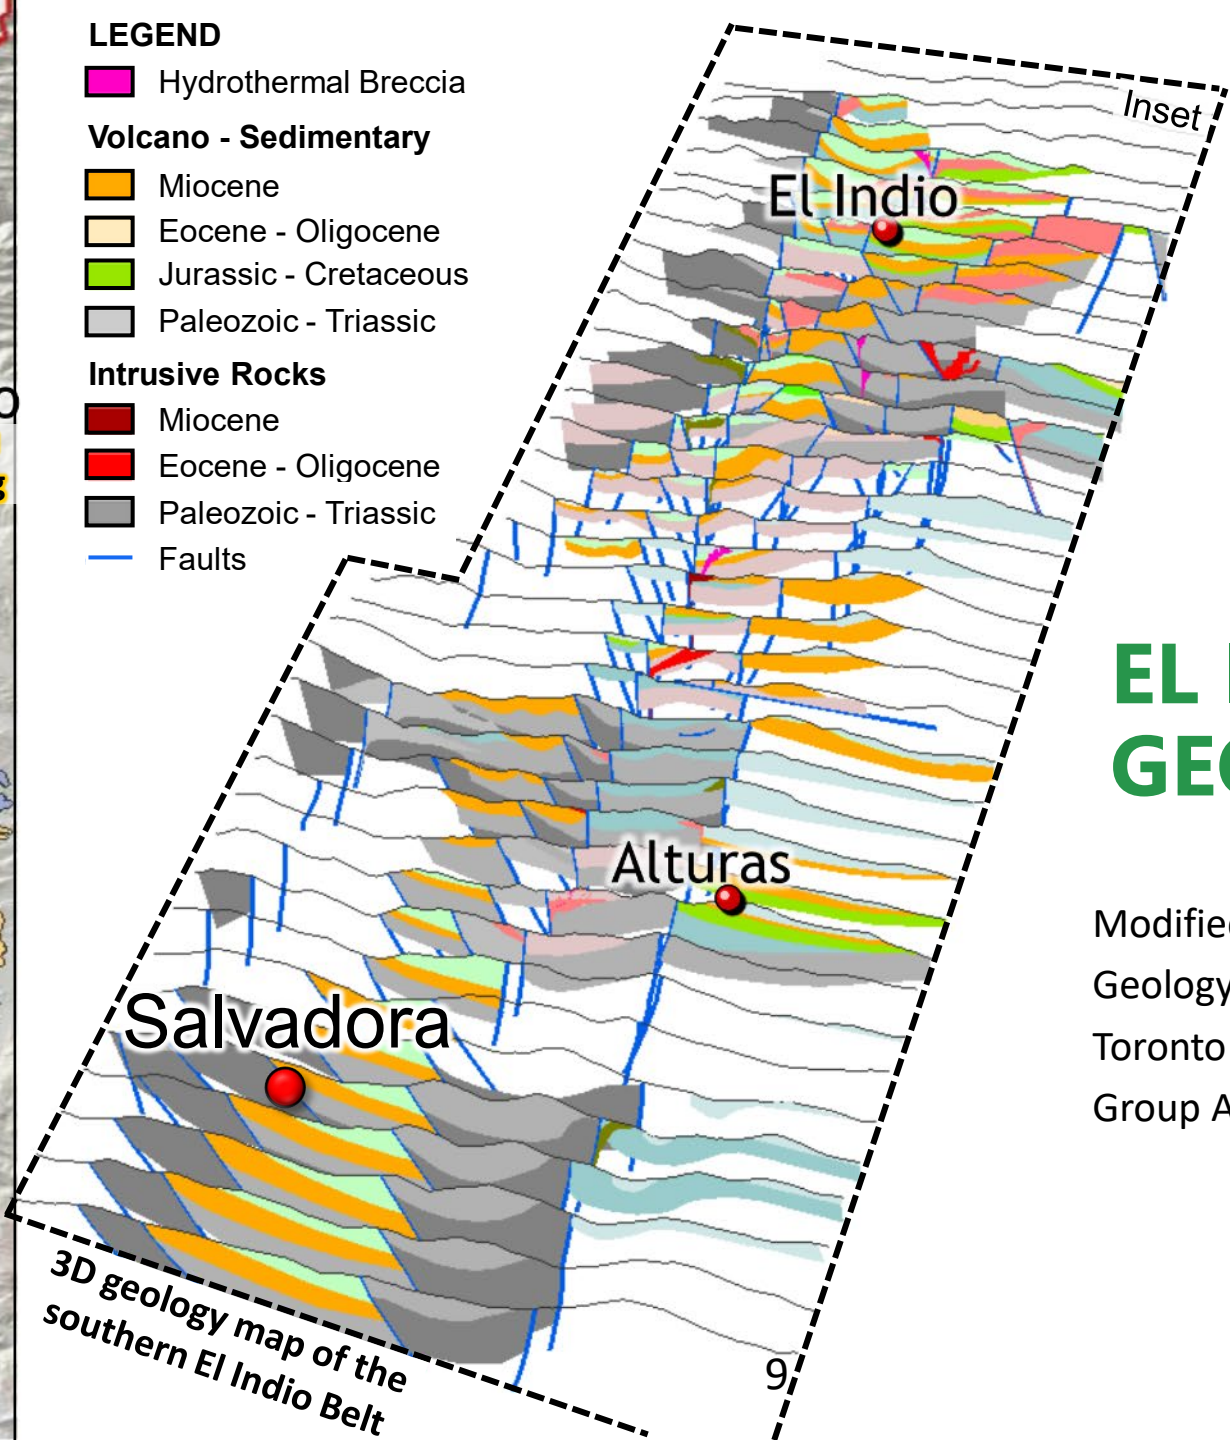 LEGEND
Hydrothermal Breccia
Volcano - Sedimentary
Miocene
Eocene - Oligocene
Jurassic - Cretaceous
Paleozoic - Triassic
Intrusive Rocks
Miocene
Eocene - Oligocene
Paleozoic - Triassic
Faults
Inset
El Indio
Alturas
Salvadora
3D geology map of the
southern El Indio Belt
9
EL
Geology
Toronto
Group A